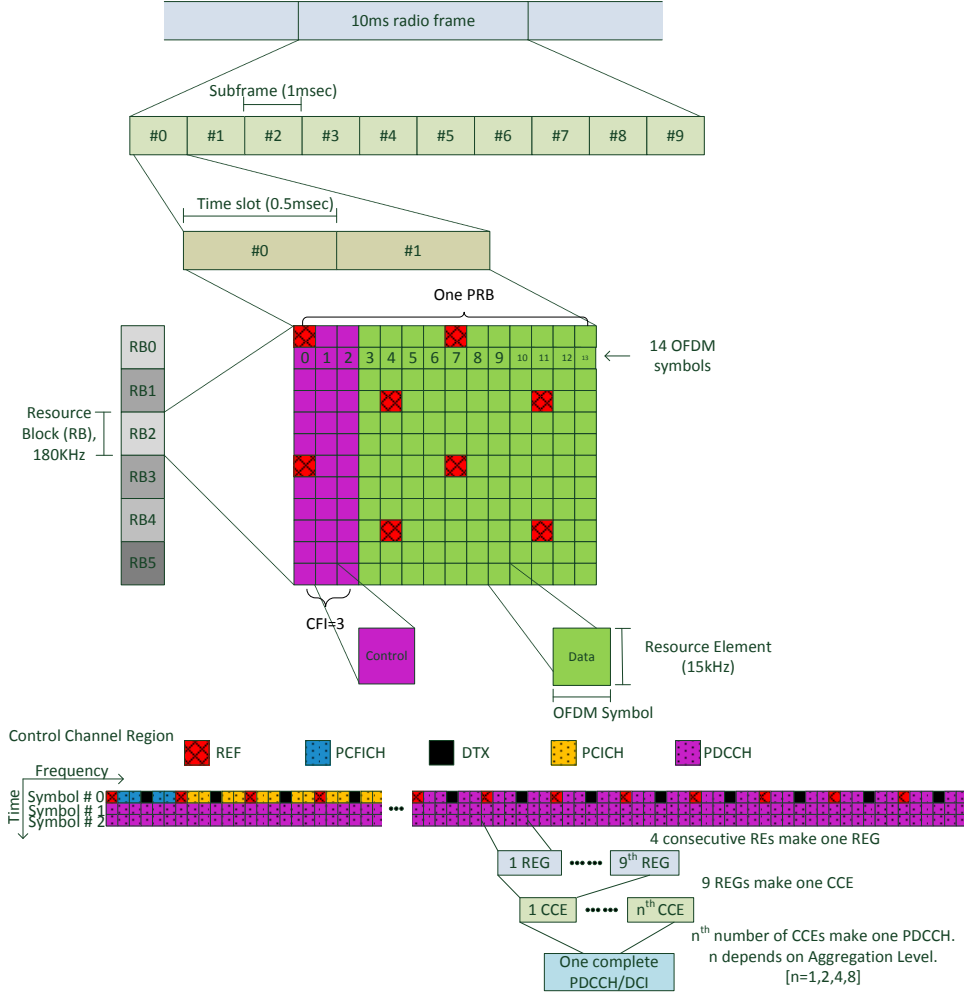 10ms radio frame
Subframe (1msec)
#0 #1 #2 #3 #4 #5 #6 #7 #8 #9
Time slot (0.5msec)
#0 #1
One PRB
RB0
RB1
RB2
RB3
RB4
RB5
Resource
Block (RB),
180KHz
0 1 2 3 4 5 6 7 8 9 10 11 12 13
14 OFDM
symbols
CFI=3
Control
Data
Resource Element
(15kHz)
OFDM Symbol
Control Channel Region
REF PCFICH DTX PCICH PDCCH
Frequency
Time
Symbol # 0
Symbol # 1
Symbol # 2
4 consecutive REs make one REG
1 REG ...... 9th REG
9 REGs make one CCE
1 CCE ...... nth CCE
nth number of CCEs make one PDCCH.
n depends on Aggregation Level.
[n=1,2,4,8]
One complete
PDCCH/DCI